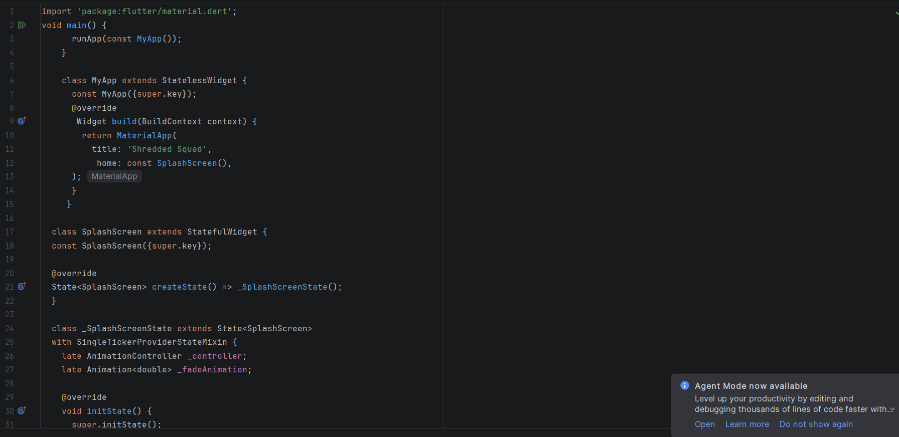 1 import 'package:flutter/material.dart';
2 void main() {
3 runApp(const MyApp());
4 }
5
6 class MyApp extends StatelessWidget {
7 const MyApp({super.key});
8 @override
9 Widget build(BuildContext context) {
10 return MaterialApp(
11 title: 'Shredded Squad',
12 home: const SplashScreen(),
13 ); MaterialApp
14 }
15 }
16
17 class SplashScreen extends StatefulWidget {
18 const SplashScreen({super.key});
19
20 @override
21 State<SplashScreen> createState() => _SplashScreenState();
22 }
23
24 class _SplashScreenState extends State<SplashScreen>
25 with SingleTickerProviderStateMixin {
26 late AnimationController _controller;
27 late Animation<double> _fadeAnimation;
28
29 @override
30 void initState() {
31 super.initState();
Agent Mode now available
Level up your productivity by editing and
debugging thousands of lines of code faster with...
Open Learn more Do not show again